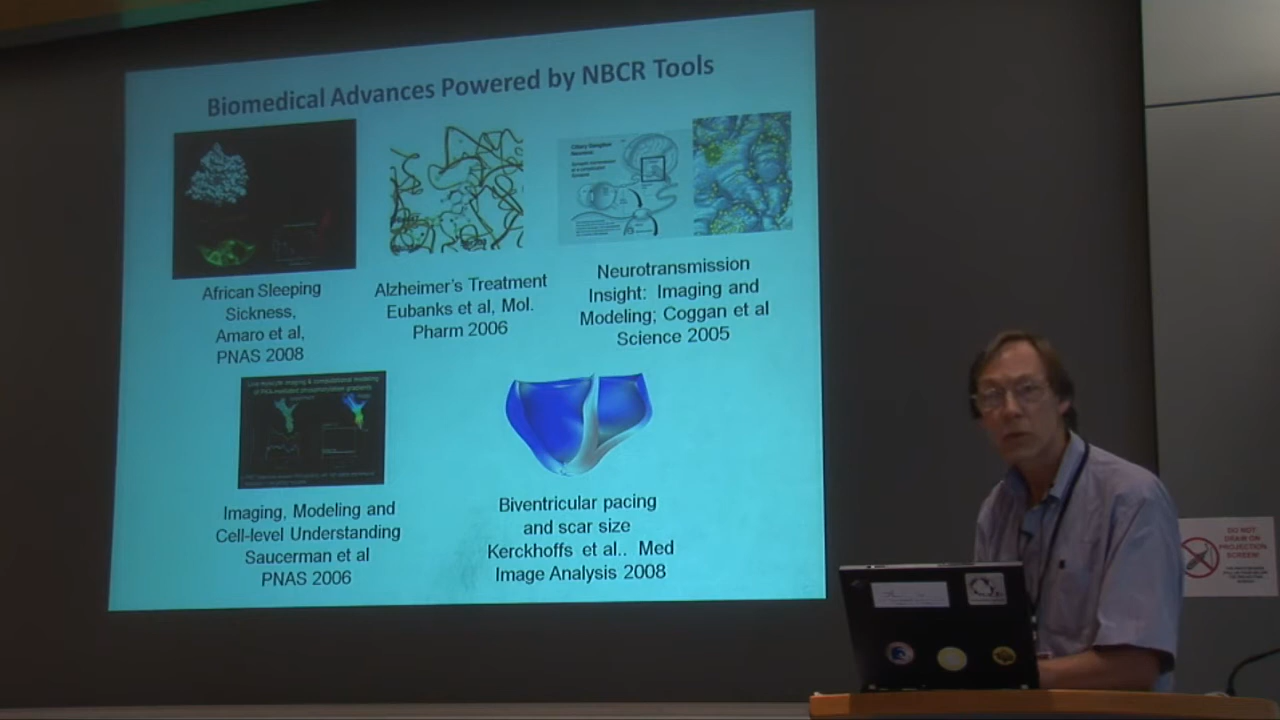 Biomedical Advances Powered by NBCR Tools
Ciliary Ganglion
Neurons:
African Sleeping
Sickness,
Amaro et al,
PNAS 2008
Alzheimer's Treatment
Eubanks et al, Mol.
Pharm 2006
Neurotransmission
Insight: Imaging and
Modeling; Coggan et al
Science 2005
Imaging, Modeling and
Cell-level Understanding
Saucerman et al
PNAS 2006
Biventricular pacing
and scar size
Kerckhoffs et al.. Med
Image Analysis 2008
DO NOT
DRAW ON
PROJECTION
SCREEN!